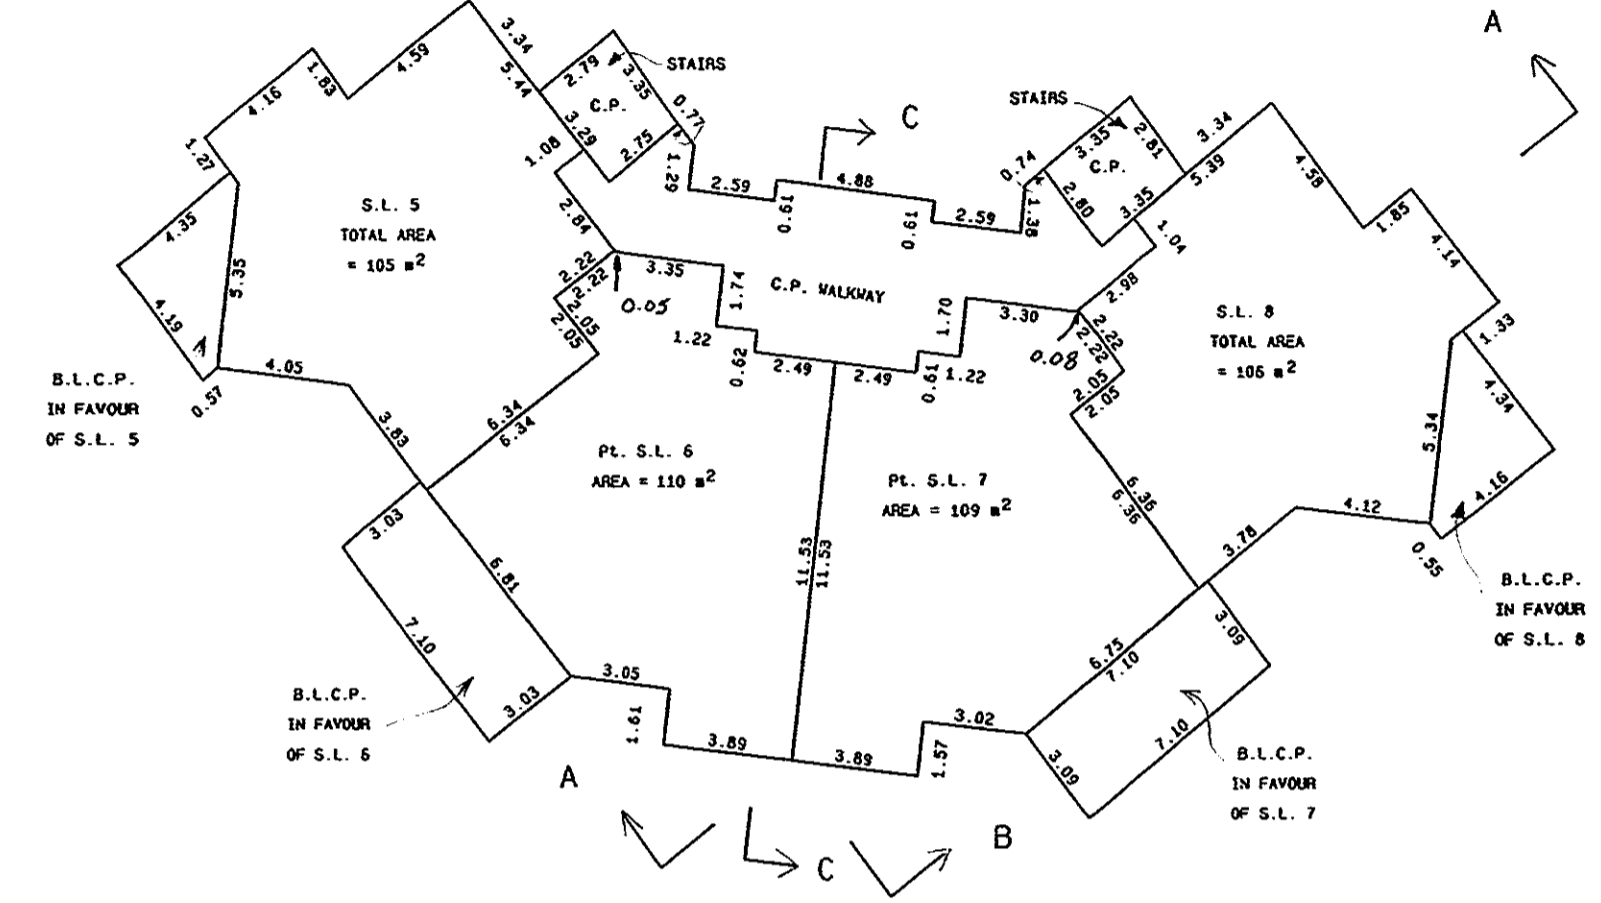 A
3.34
4.59
5.44
1.83
4.16
1.27
2.79
3.35
STAIRS
C.P.
3.29
2.75
0.77
1.08
1.29
2.59
0.61
4.88
C
0.61
2.59
STAIRS
0.74
3.35
2.81
C.P.
2.80
3.35
1.38
3.34
5.39
4.58
1.85
4.14
1.04
2.98
1.33
S.L. 5
TOTAL AREA
= 105 m2
2.84
4.35
5.35
4.19
4.05
0.57
B.L.C.P.
IN FAVOUR
OF S.L. 5
2.22
2.22
2.05
2.05
0.05
3.35
1.74
C.P. WALKWAY
1.22
0.62
2.49
2.49
0.61
1.22
1.70
3.30
0.08
2.22
2.22
2.05
2.05
S.L. 8
TOTAL AREA
= 106 m2
4.34
5.34
4.16
4.12
0.55
B.L.C.P.
IN FAVOUR
OF S.L. 8
3.83
6.34
6.34
Pt. S.L. 6
AREA = 110 m2
Pt. S.L. 7
AREA = 109 m2
6.36
6.36
3.78
11.53
11.53
3.03
6.81
7.10
3.03
B.L.C.P.
IN FAVOUR
OF S.L. 6
3.05
1.61
3.89
3.89
1.57
3.02
6.75
7.10
3.09
7.10
3.09
B.L.C.P.
IN FAVOUR
OF S.L. 7
A
C
B